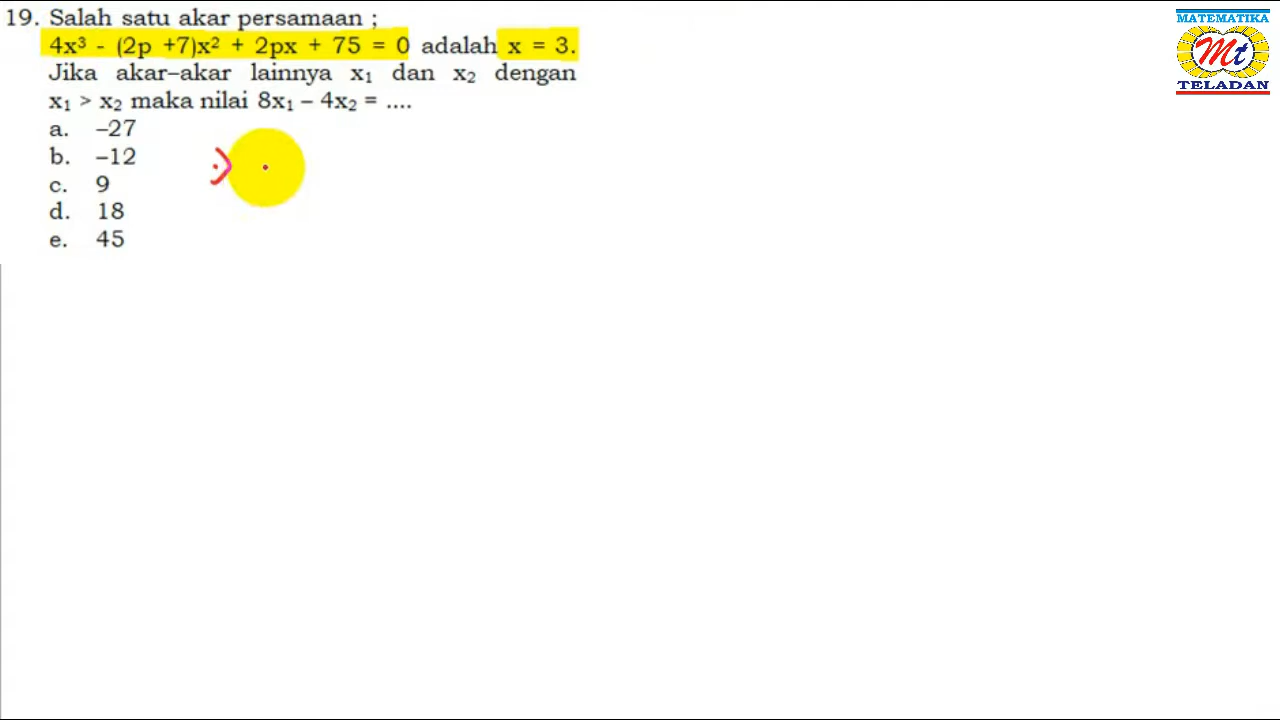 19. Salah satu akar persamaan ;
4x³ - (2p +7)x² + 2px + 75 = 0 adalah x = 3.
Jika akar–akar lainnya x₁ dan x₂ dengan
x₁ > x₂ maka nilai 8x₁ – 4x₂ = ....
a. –27
b. –12
c. 9
d. 18
e. 45
MATEMATIKA
Mt
TELADAN